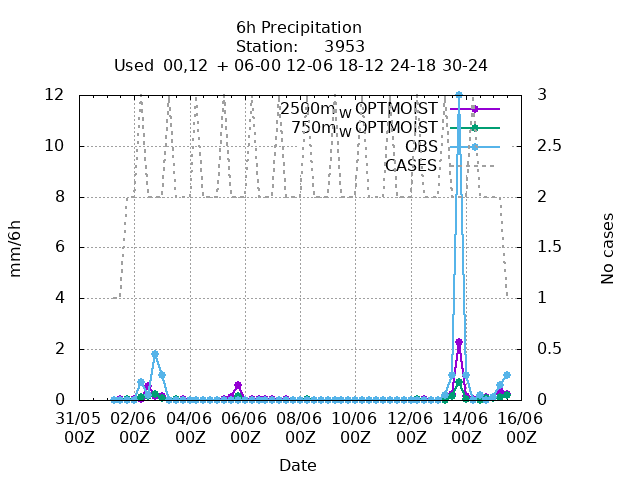 6h Precipitation
Station: 3953
Used 00,12 + 06-00 12-06 18-12 24-18 30-24
mm/6h
No cases
12
10
8
6
4
2
0
3
2.5
2
1.5
1
0.5
0
2500m_W OPTMOIST
750m_W OPTMOIST
OBS
CASES
31/05 02/06 04/06 06/06 08/06 10/06 12/06 14/06 16/06
00Z 00Z 00Z 00Z 00Z 00Z 00Z 00Z 00Z
Date